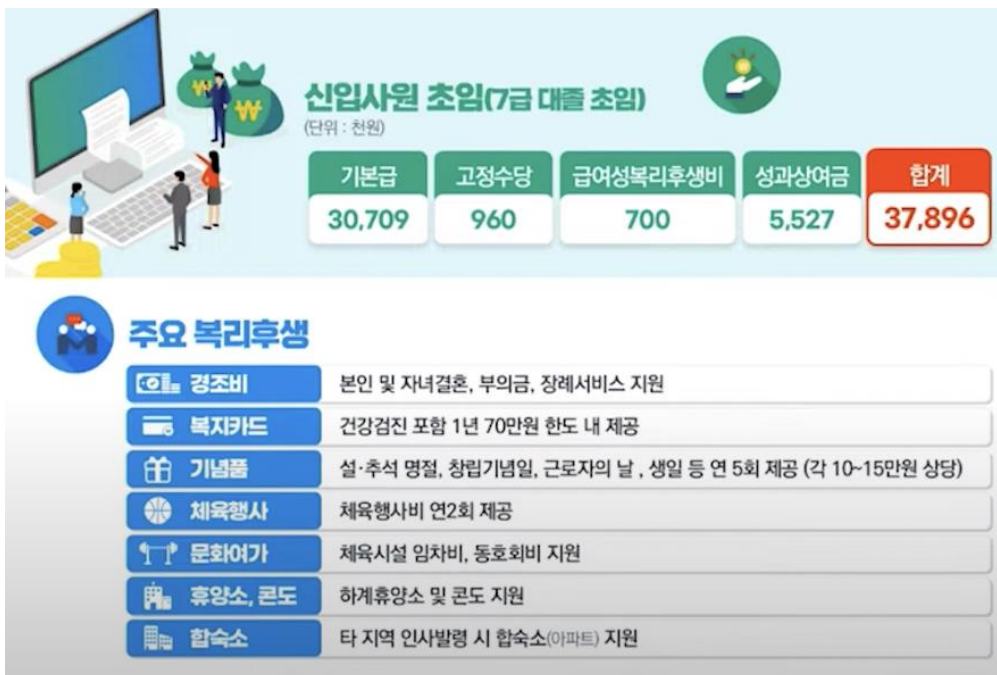 신입사원 초임(7급 대졸 초임)
(단위 : 천원)
기본급 고정수당 급여성복리후생비 성과상여금 합계
30,709 960 700 5,527 37,896
주요 복리후생
경조비 본인 및 자녀결혼, 부의금, 장례서비스 지원
복지카드 건강검진 포함 1년 70만원 한도 내 제공
기념품 설·추석 명절, 창립기념일, 근로자의 날 , 생일 등 연 5회 제공 (각 10~15만원 상당)
체육행사 체육행사비 연2회 제공
문화여가 체육시설 임차비, 동호회비 지원
휴양소, 콘도 하계휴양소 및 콘도 지원
합숙소 타 지역 인사발령 시 합숙소(아파트) 지원